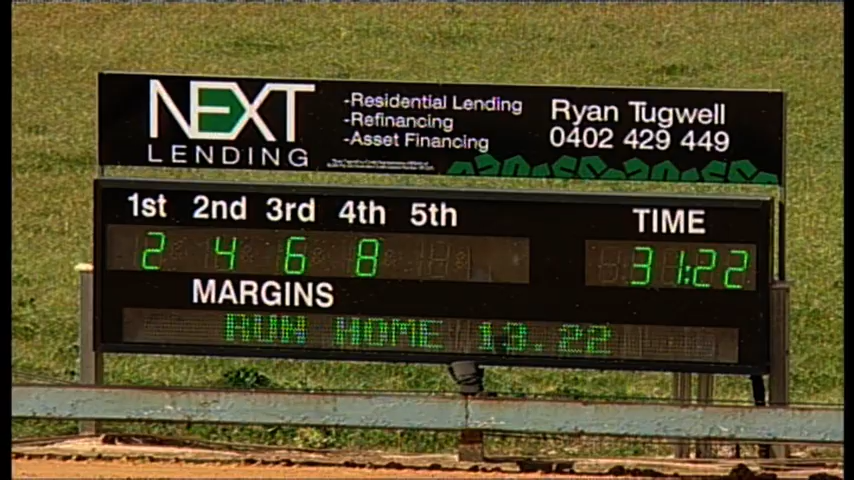 NEXT
LENDING
-Residential Lending
-Refinancing
-Asset Financing
Ryan Tugwell
0402 429 449
1st 2nd 3rd 4th 5th
TIME
2 4 6 8
31:22
MARGINS
RUN HOME 13.22